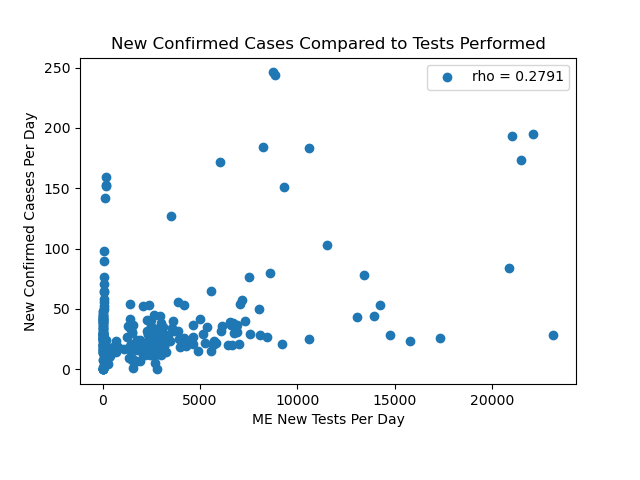 New Confirmed Cases Compared to Tests Performed
rho = 0.2791
New Confirmed Caeses Per Day
250
200
150
100
50
0
0 5000 10000 15000 20000
ME New Tests Per Day